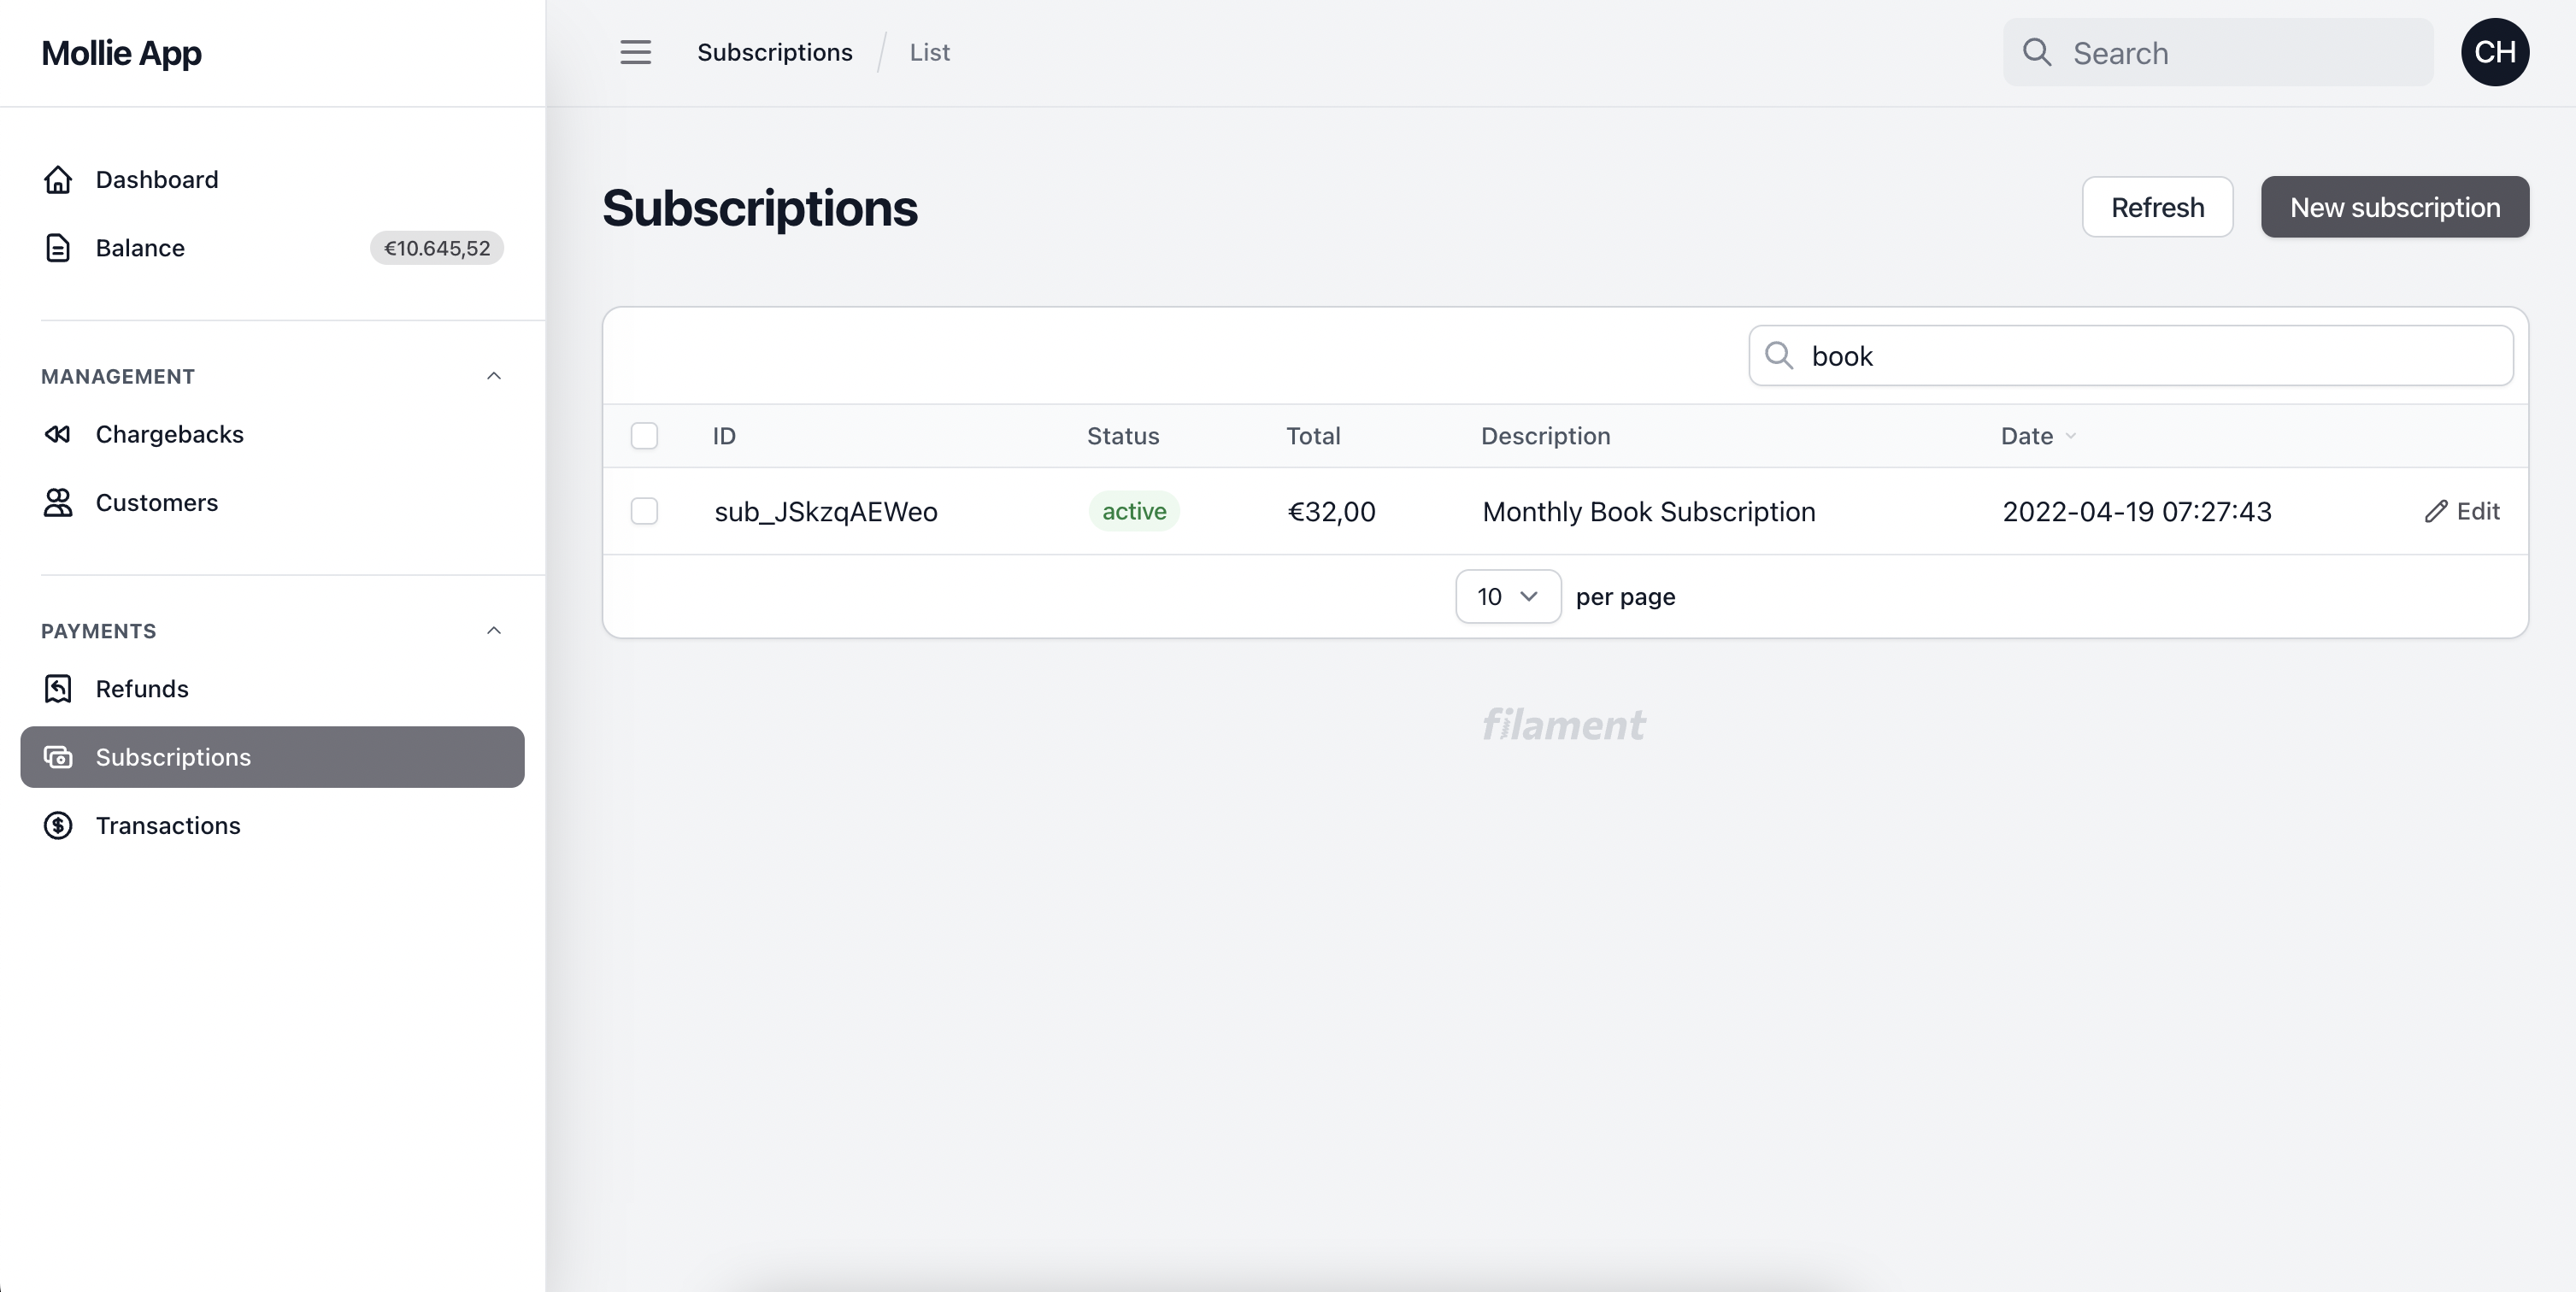 Mollie App
Subscriptions / List
Search
CH
Dashboard
Balance €10.645,52
MANAGEMENT
Chargebacks
Customers
PAYMENTS
Refunds
Subscriptions
Transactions
Subscriptions
Refresh
New subscription
book
ID Status Total Description Date
sub_JSkzqAEWeo active €32,00 Monthly Book Subscription 2022-04-19 07:27:43 Edit
10 per page
filament